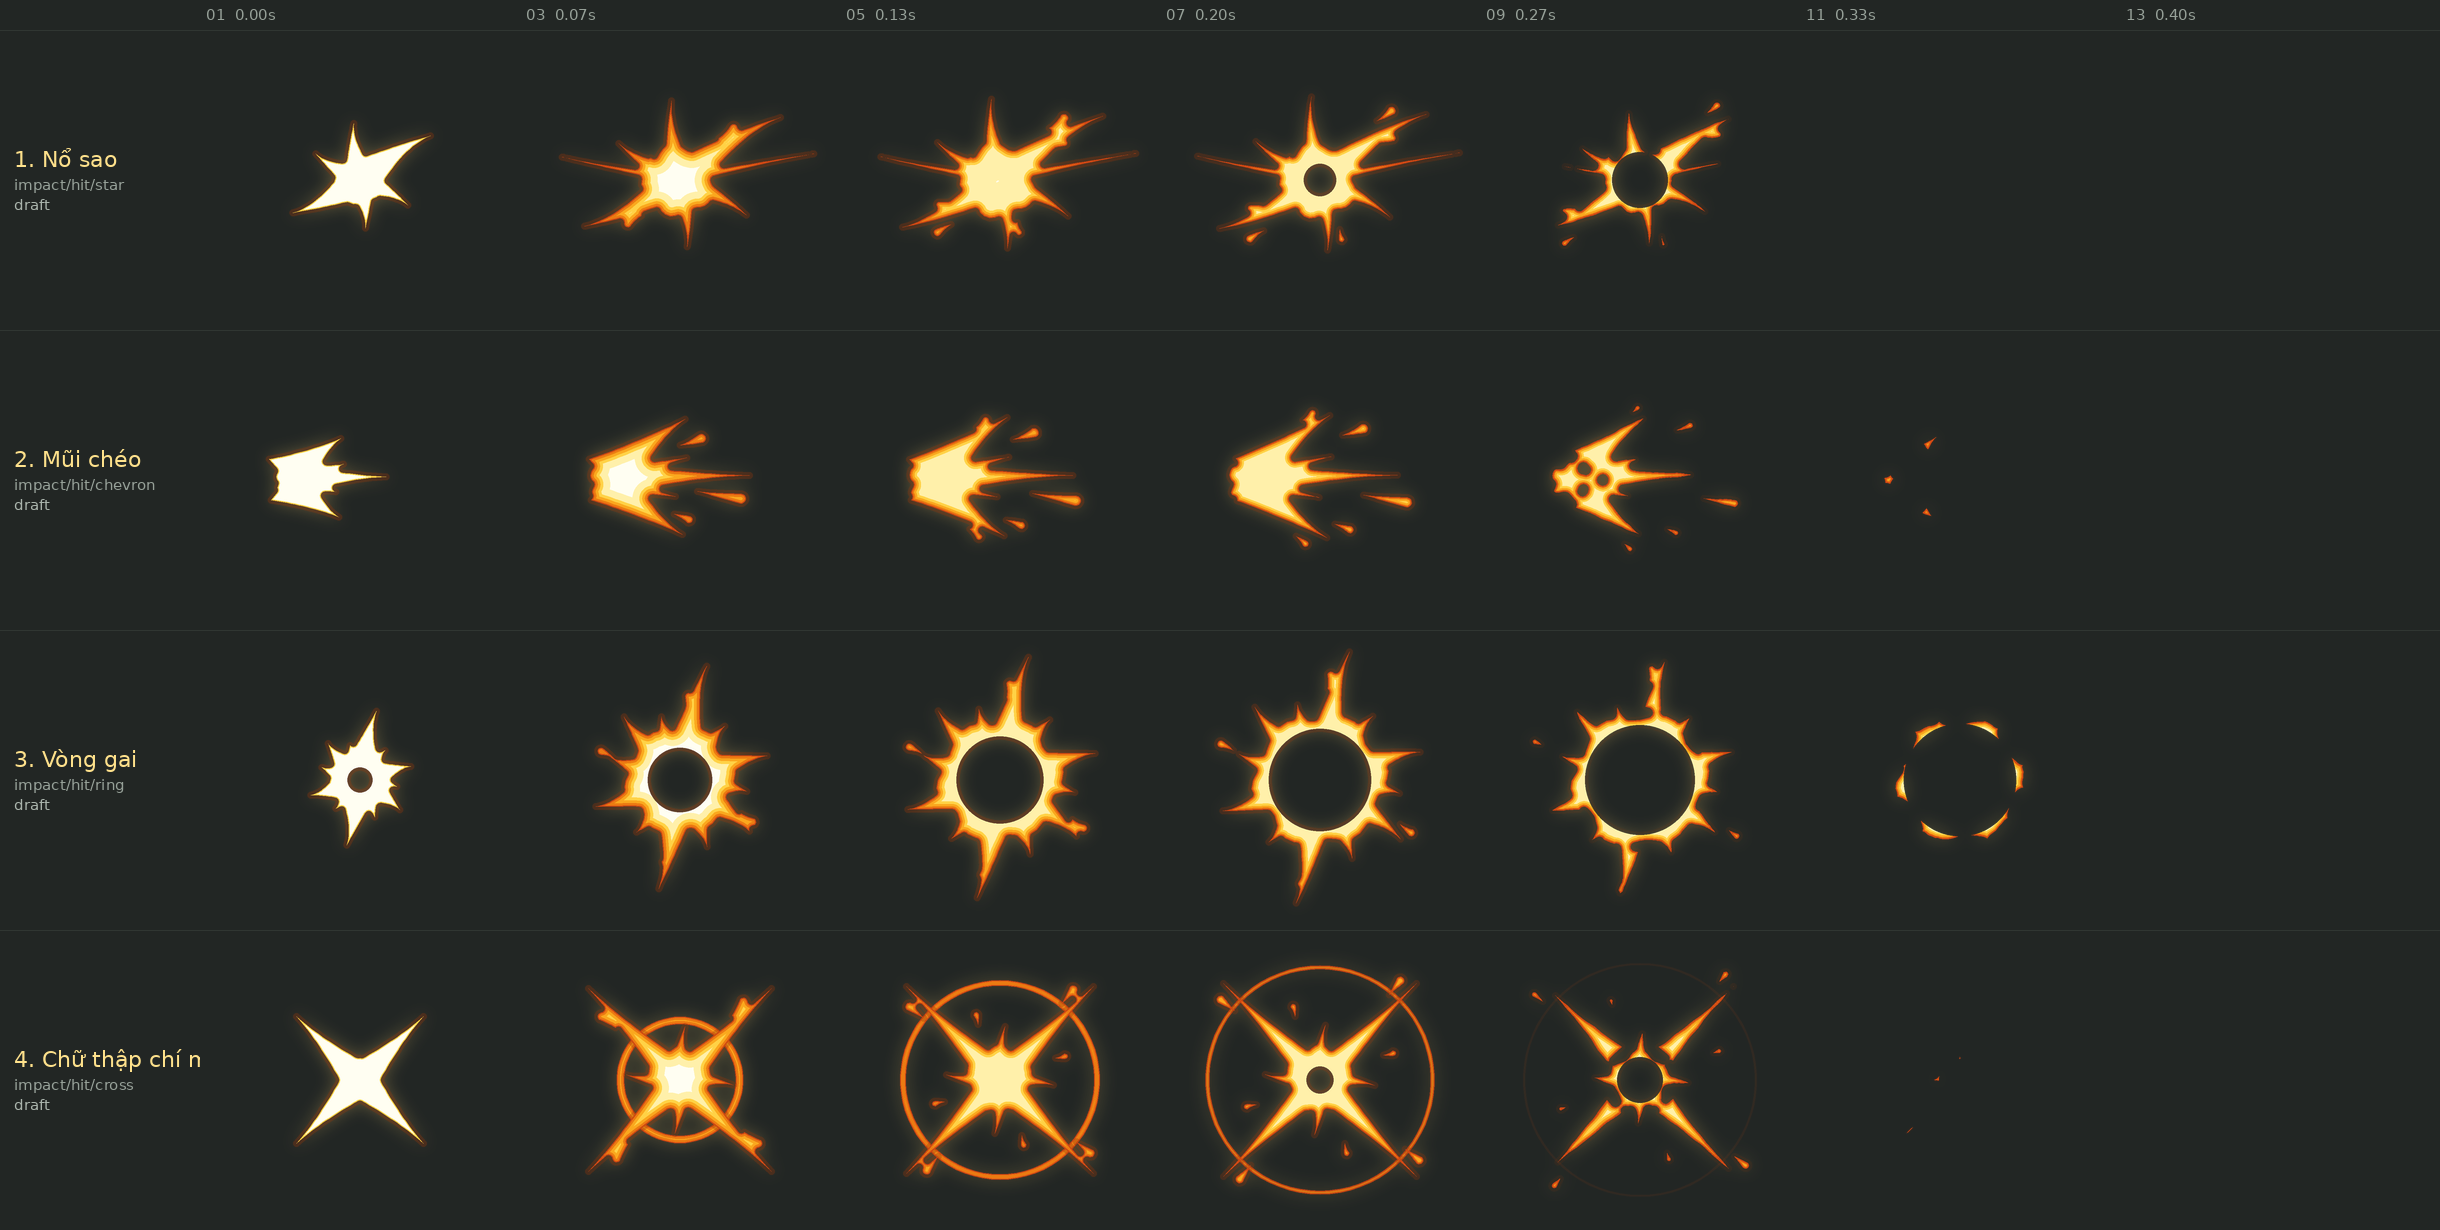 01 0.00s 03 0.07s 05 0.13s 07 0.20s 09 0.27s 11 0.33s 13 0.40s
1. Nổ sao
impact/hit/star
draft
2. Mũi chéo
impact/hit/chevron
draft
3. Vòng gai
impact/hit/ring
draft
4. Chữ thập chí n
impact/hit/cross
draft